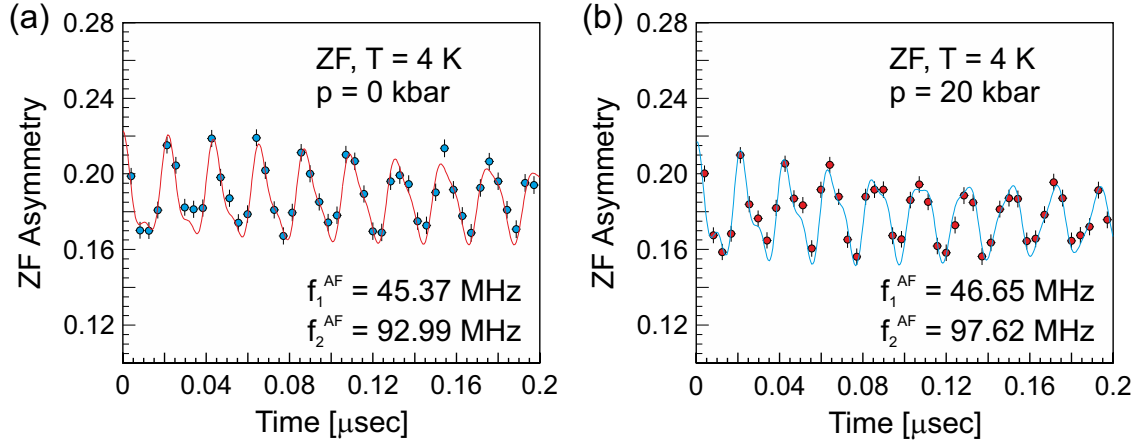 (a)
ZF Asymmetry
0.28
0.24
0.20
0.16
0.12
ZF, T = 4 K
p = 0 kbar
f₁ᴬᶠ = 45.37 MHz
f₂ᴬᶠ = 92.99 MHz
0 0.04 0.08 0.12 0.16 0.2
Time [μsec]
(b)
ZF Asymmetry
0.28
0.24
0.20
0.16
0.12
ZF, T = 4 K
p = 20 kbar
f₁ᴬᶠ = 46.65 MHz
f₂ᴬᶠ = 97.62 MHz
0 0.04 0.08 0.12 0.16 0.2
Time [μsec]